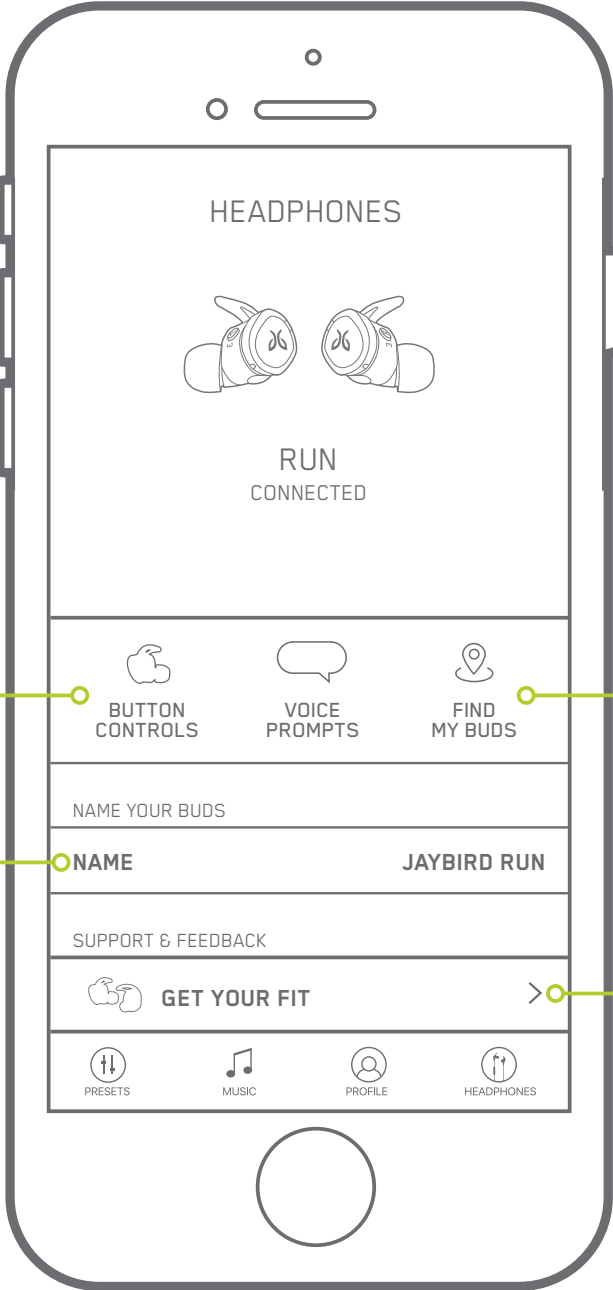 HEADPHONES
RUN
CONNECTED
BUTTON
CONTROLS
VOICE
PROMPTS
FIND
MY BUDS
NAME YOUR BUDS
NAME JAYBIRD RUN
SUPPORT & FEEDBACK
GET YOUR FIT
PRESETS MUSIC PROFILE HEADPHONES